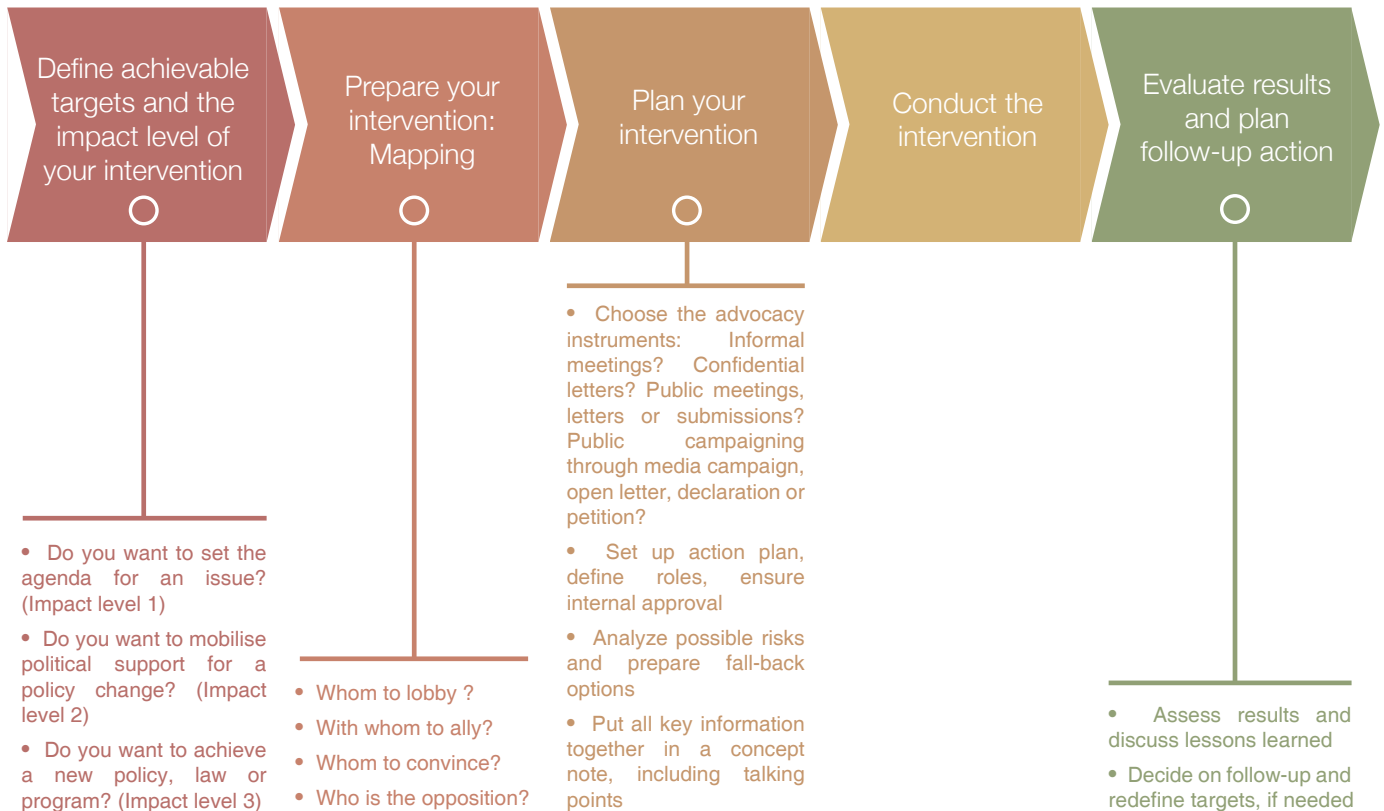 Define achievable
targets and the
impact level of
your intervention
Prepare your
intervention:
Mapping
Plan your
intervention
Conduct the
intervention
Evaluate results
and plan
follow-up action
• Do you want to set the
agenda for an issue?
(Impact level 1)
• Do you want to mobilise
political support for a
policy change? (Impact
level 2)
• Do you want to achieve
a new policy, law or
program? (Impact level 3)
• Whom to lobby ?
• With whom to ally?
• Whom to convince?
• Who is the opposition?
• Choose the advocacy
instruments: Informal
meetings? Confidential
letters? Public meetings,
letters or submissions?
Public campaigning
through media campaign,
open letter, declaration or
petition?
• Set up action plan,
define roles, ensure
internal approval
• Analyze possible risks
and prepare fall-back
options
• Put all key information
together in a concept
note, including talking
points
• Assess results and
discuss lessons learned
• Decide on follow-up and
redefine targets, if needed